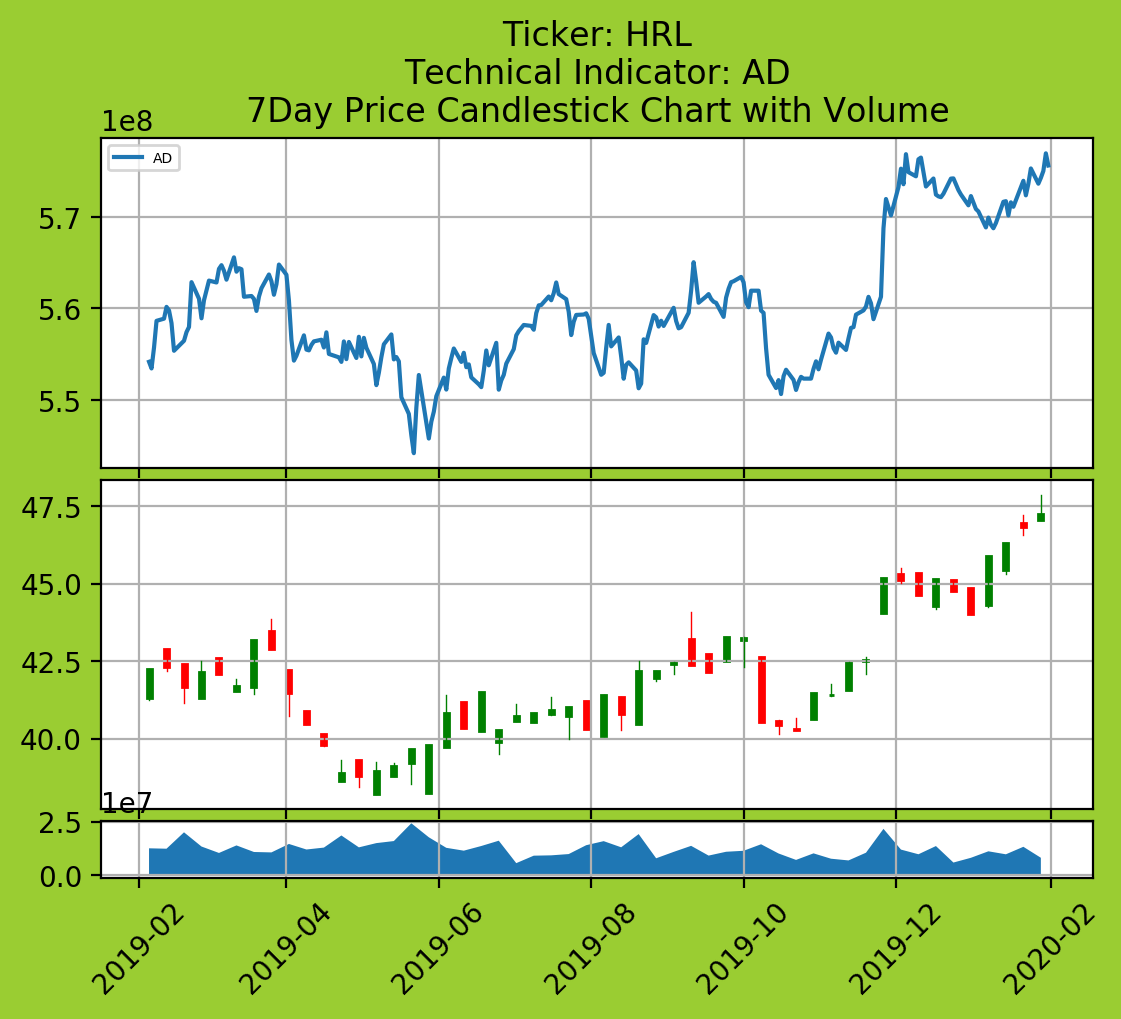 Ticker: HRL
Technical Indicator: AD
7Day Price Candlestick Chart with Volume
1e8
AD
5.7
5.6
5.5
47.5
45.0
42.5
40.0
1e7
2.5
0.0
2019-02
2019-04
2019-06
2019-08
2019-10
2019-12
2020-02